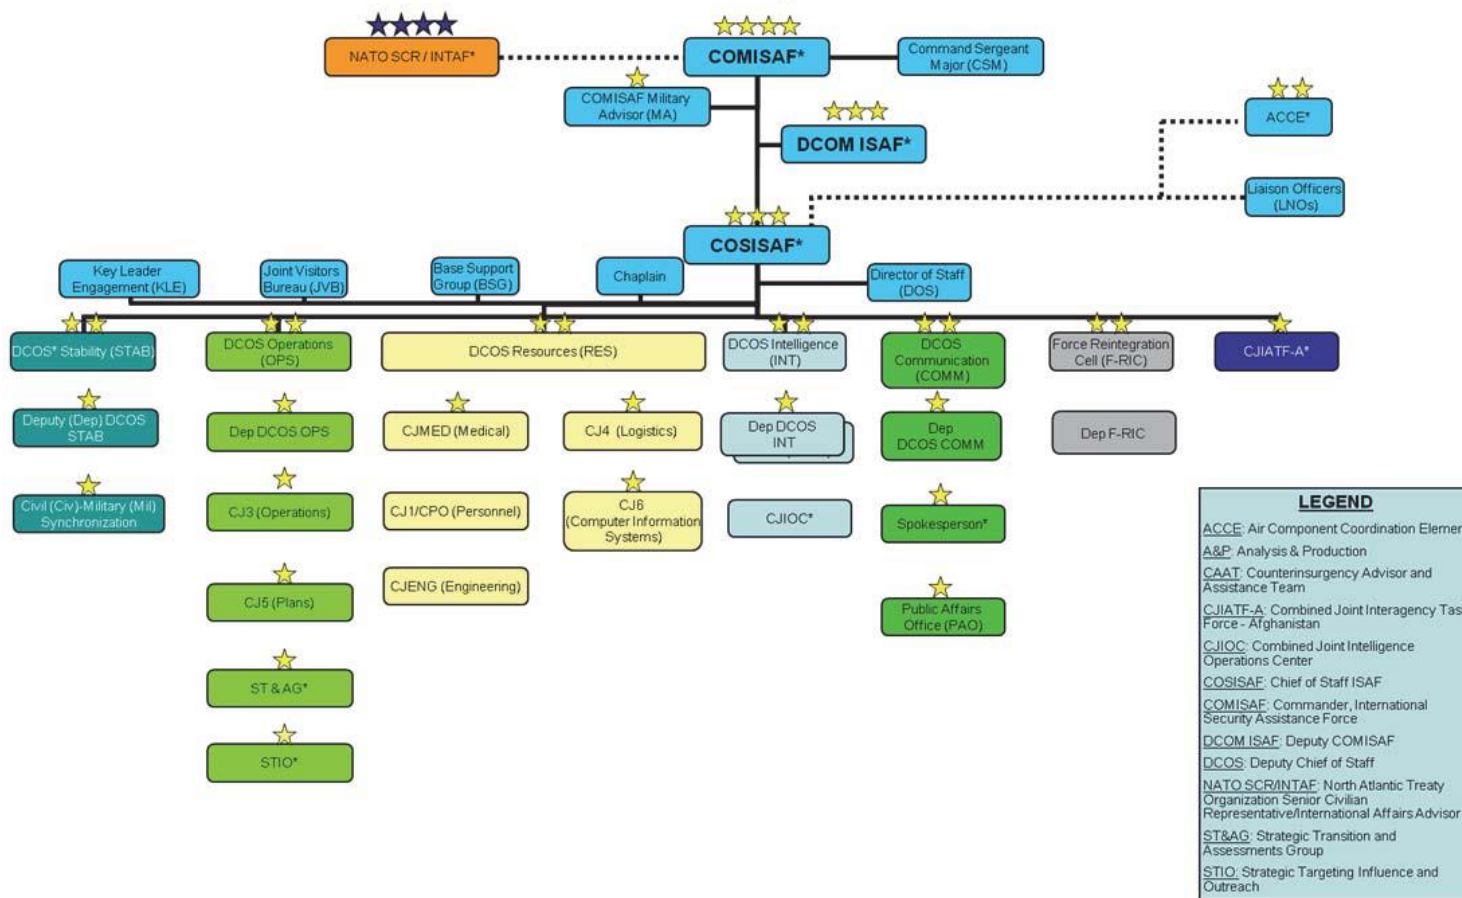 NATO SCR / INTAF*
COMISAF*
Command Sergeant
Major (CSM)
COMISAF Military
Advisor (MA)
DCOM ISAF*
ACCE*
Liaison Officers
(LNOs)
COSISAF*
Key Leader
Engagement (KLE)
Joint Visitors
Bureau (JVB)
Base Support
Group (BSG)
Chaplain
Director of Staff
(DOS)
DCOS* Stability (STAB)
DCOS Operations
(OPS)
DCOS Resources (RES)
DCOS Intelligence
(INT)
DCOS
Communication
(COMM)
Force Reintegration
Cell (F-RIC)
CJIATF-A*
Deputy (Dep) DCOS
STAB
Dep DCOS OPS
CJMED (Medical)
CJ4 (Logistics)
Dep DCOS
INT
Dep
DCOS COMM
Dep F-RIC
Civil (Civ)-Military (Mil)
Synchronization
CJ3 (Operations)
CJ1/CPO (Personnel)
CJ6
(Computer Information
Systems)
CJIOC*
Spokesperson*
CJ5 (Plans)
CJENG (Engineering)
Public Affairs
Office (PAO)
ST & AG*
STIO*
LEGEND
ACCE: Air Component Coordination Elemen
A&P: Analysis & Production
CAAT: Counterinsurgency Advisor and
Assistance Team
CJIATF-A: Combined Joint Interagency Tas
Force - Afghanistan
CJIOC: Combined Joint Intelligence
Operations Center
COSISAF: Chief of Staff ISAF
COMISAF: Commander, International
Security Assistance Force
DCOM ISAF: Deputy COMISAF
DCOS: Deputy Chief of Staff
NATO SCR/INTAF: North Atlantic Treaty
Organization Senior Civilian
Representative/International Affairs Advisor
ST&AG: Strategic Transition and
Assessments Group
STIO: Strategic Targeting Influence and
Outreach